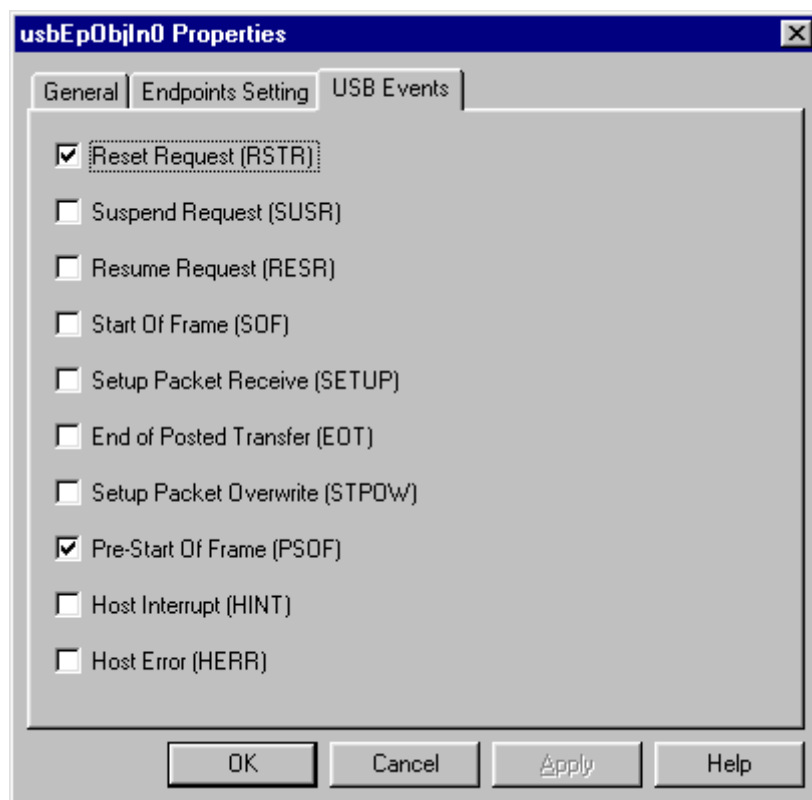 usbEpObjIn0 Properties
General Endpoints Setting USB Events
Reset Request (RSTR)
Suspend Request (SUSR)
Resume Request (RESR)
Start Of Frame (SOF)
Setup Packet Receive (SETUP)
End of Posted Transfer (EOT)
Setup Packet Overwrite (STPOW)
Pre-Start Of Frame (PSOF)
Host Interrupt (HINT)
Host Error (HERR)
OK Cancel Apply Help